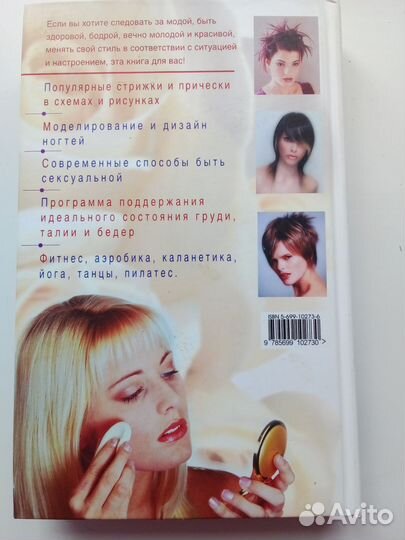 Если вы хотите следовать за модой, быть
здоровой, бодрой, вечно молодой и красивой,
менять свой стиль в соответствии с ситуацией
и настроением, эта книга для вас!
Популярные стрижки и прически
в схемах и рисунках
Моделирование и дизайн
ногтей
Современные способы быть
сексуальной
Программа поддержания
идеального состояния груди,
талии и бедер
Фитнес, аэробика, каланетика,
йога, танцы, пилатес.
ISBN 5-699-10273-6
9 785699 102730 >
Avito